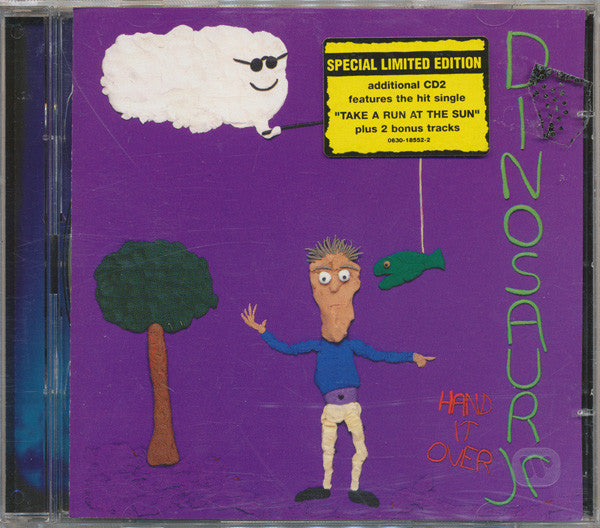 SPECIAL LIMITED EDITION
additional CD2
features the hit single
"TAKE A RUN AT THE SUN"
plus 2 bonus tracks
0630-18552-2
DINOSAUR Jr
HAND
IT
OVER